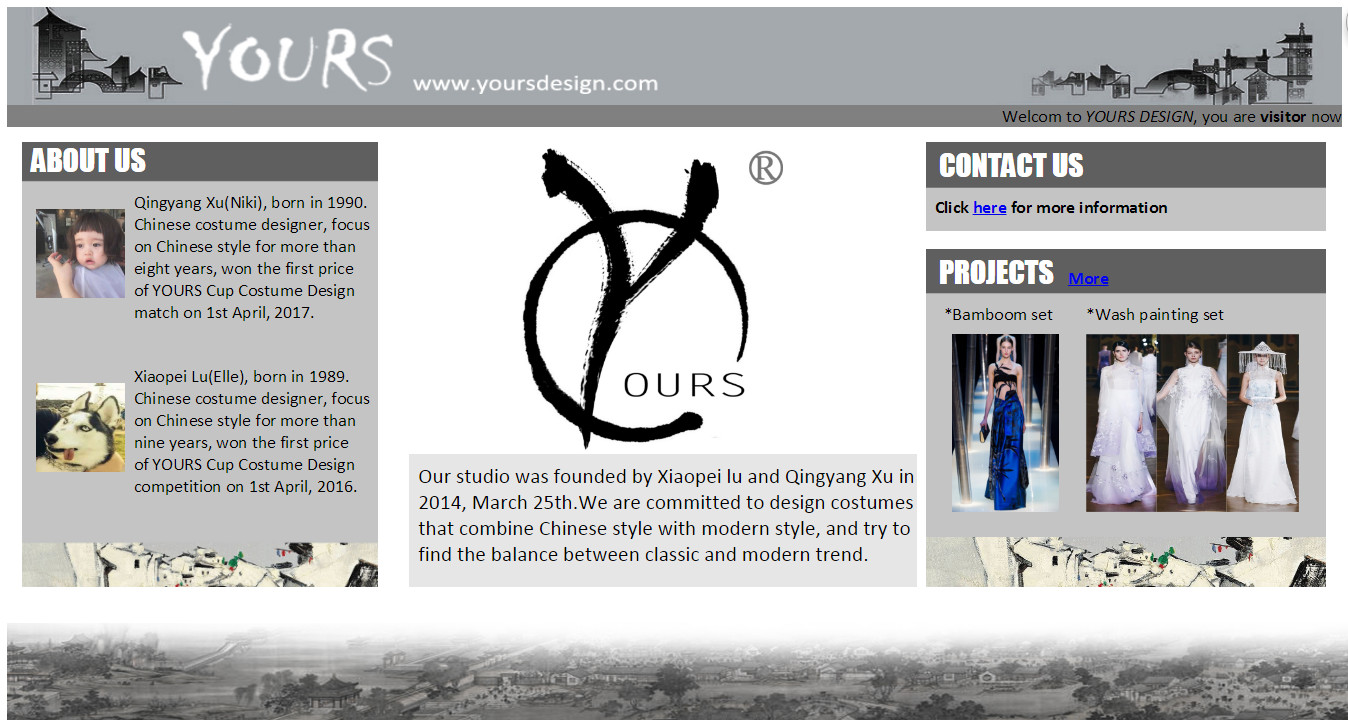 YOURS
www.yoursdesign.com
Welcom to YOURS DESIGN, you are visitor now
ABOUT US
Qingyang Xu(Niki), born in 1990.
Chinese costume designer, focus
on Chinese style for more than
eight years, won the first price
of YOURS Cup Costume Design
match on 1st April, 2017.
Xiaopei Lu(Elle), born in 1989.
Chinese costume designer, focus
on Chinese style for more than
nine years, won the first price
of YOURS Cup Costume Design
competition on 1st April, 2016.
®
YOURS
Our studio was founded by Xiaopei lu and Qingyang Xu in
2014, March 25th.We are committed to design costumes
that combine Chinese style with modern style, and try to
find the balance between classic and modern trend.
CONTACT US
Click here for more information
PROJECTS More
*Bamboom set *Wash painting set